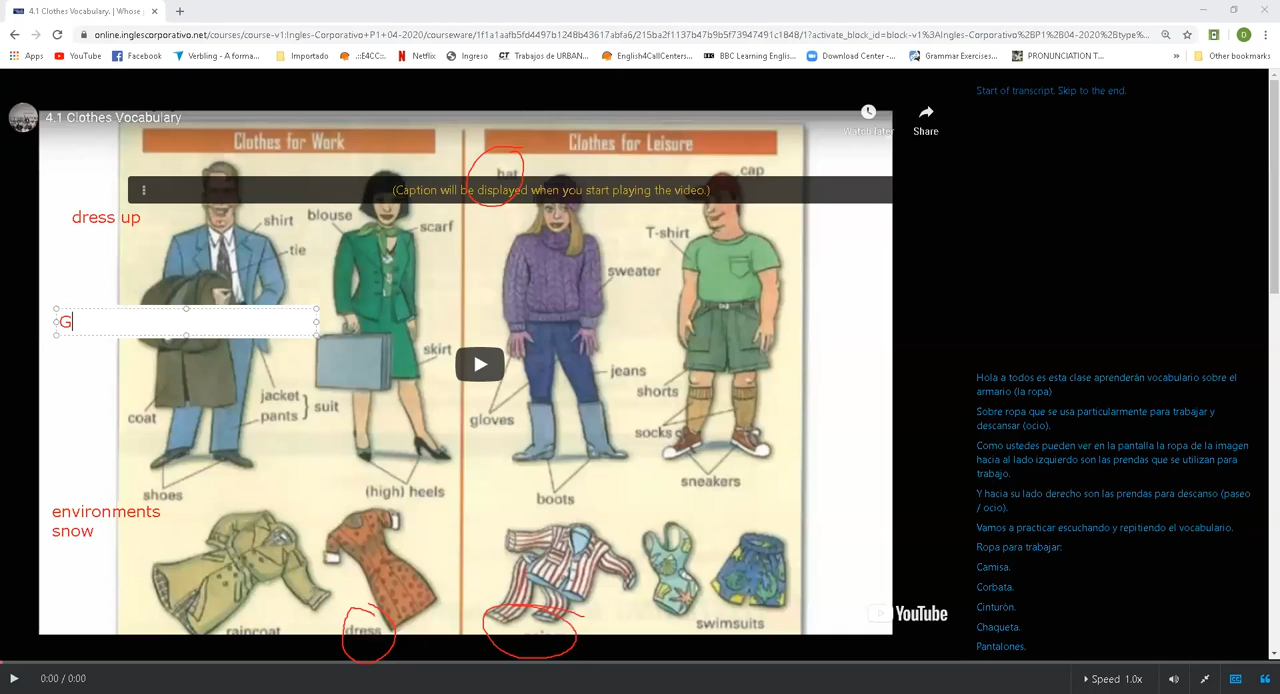 4.1 Clothes Vocabulary. | Whose
online.inglescorporativo.net/courses/course-v1:Ingles-Corporativo+P1+04-2020/courseware/1f1a1aafb5fd4497b1248b43617abfa6/215ba2f1137b47b9b5f73947491c1848/1?activate_block_id=block-v1%3AIngles-Corporativo%2BP1%2B04-2020%2Btype%...
D
Apps YouTube Facebook Verbling - A forma... Importado .::E4CC::. Netflix Ingreso Trabajos de URBAN... English4CallCenters... BBC Learning Engli... Download Center -... Grammar Exercises... PRONUNCIATION T... » Other bookmarks
4.1 Clothes Vocabulary
Watch later
Share
Start of transcript. Skip to the end.
Clothes for Work
Clothes for Leisure
hat
cap
(Caption will be displayed when you start playing the video.)
dress up
shirt
blouse
scarf
T-shirt
tie
sweater
G
skirt
jeans
shorts
jacket
pants
suit
coat
gloves
socks
shoes
(high) heels
boots
sneakers
environments
snow
raincoat
dress
swimsuits
YouTube
Hola a todos es esta clase aprenderán vocabulario sobre el
armario (la ropa)
Sobre ropa que se usa particularmente para trabajar y
descansar (ocio).
Como ustedes pueden ver en la pantalla la ropa de la imagen
hacia al lado izquierdo son las prendas que se utilizan para
trabajo.
Y hacia su lado derecho son las prendas para descanso (paseo
/ ocio).
Vamos a practicar escuchando y repitiendo el vocabulario.
Ropa para trabajar:
Camisa.
Corbata.
Cinturón.
Chaqueta.
Pantalones.
0:00 / 0:00
Speed 1.0x